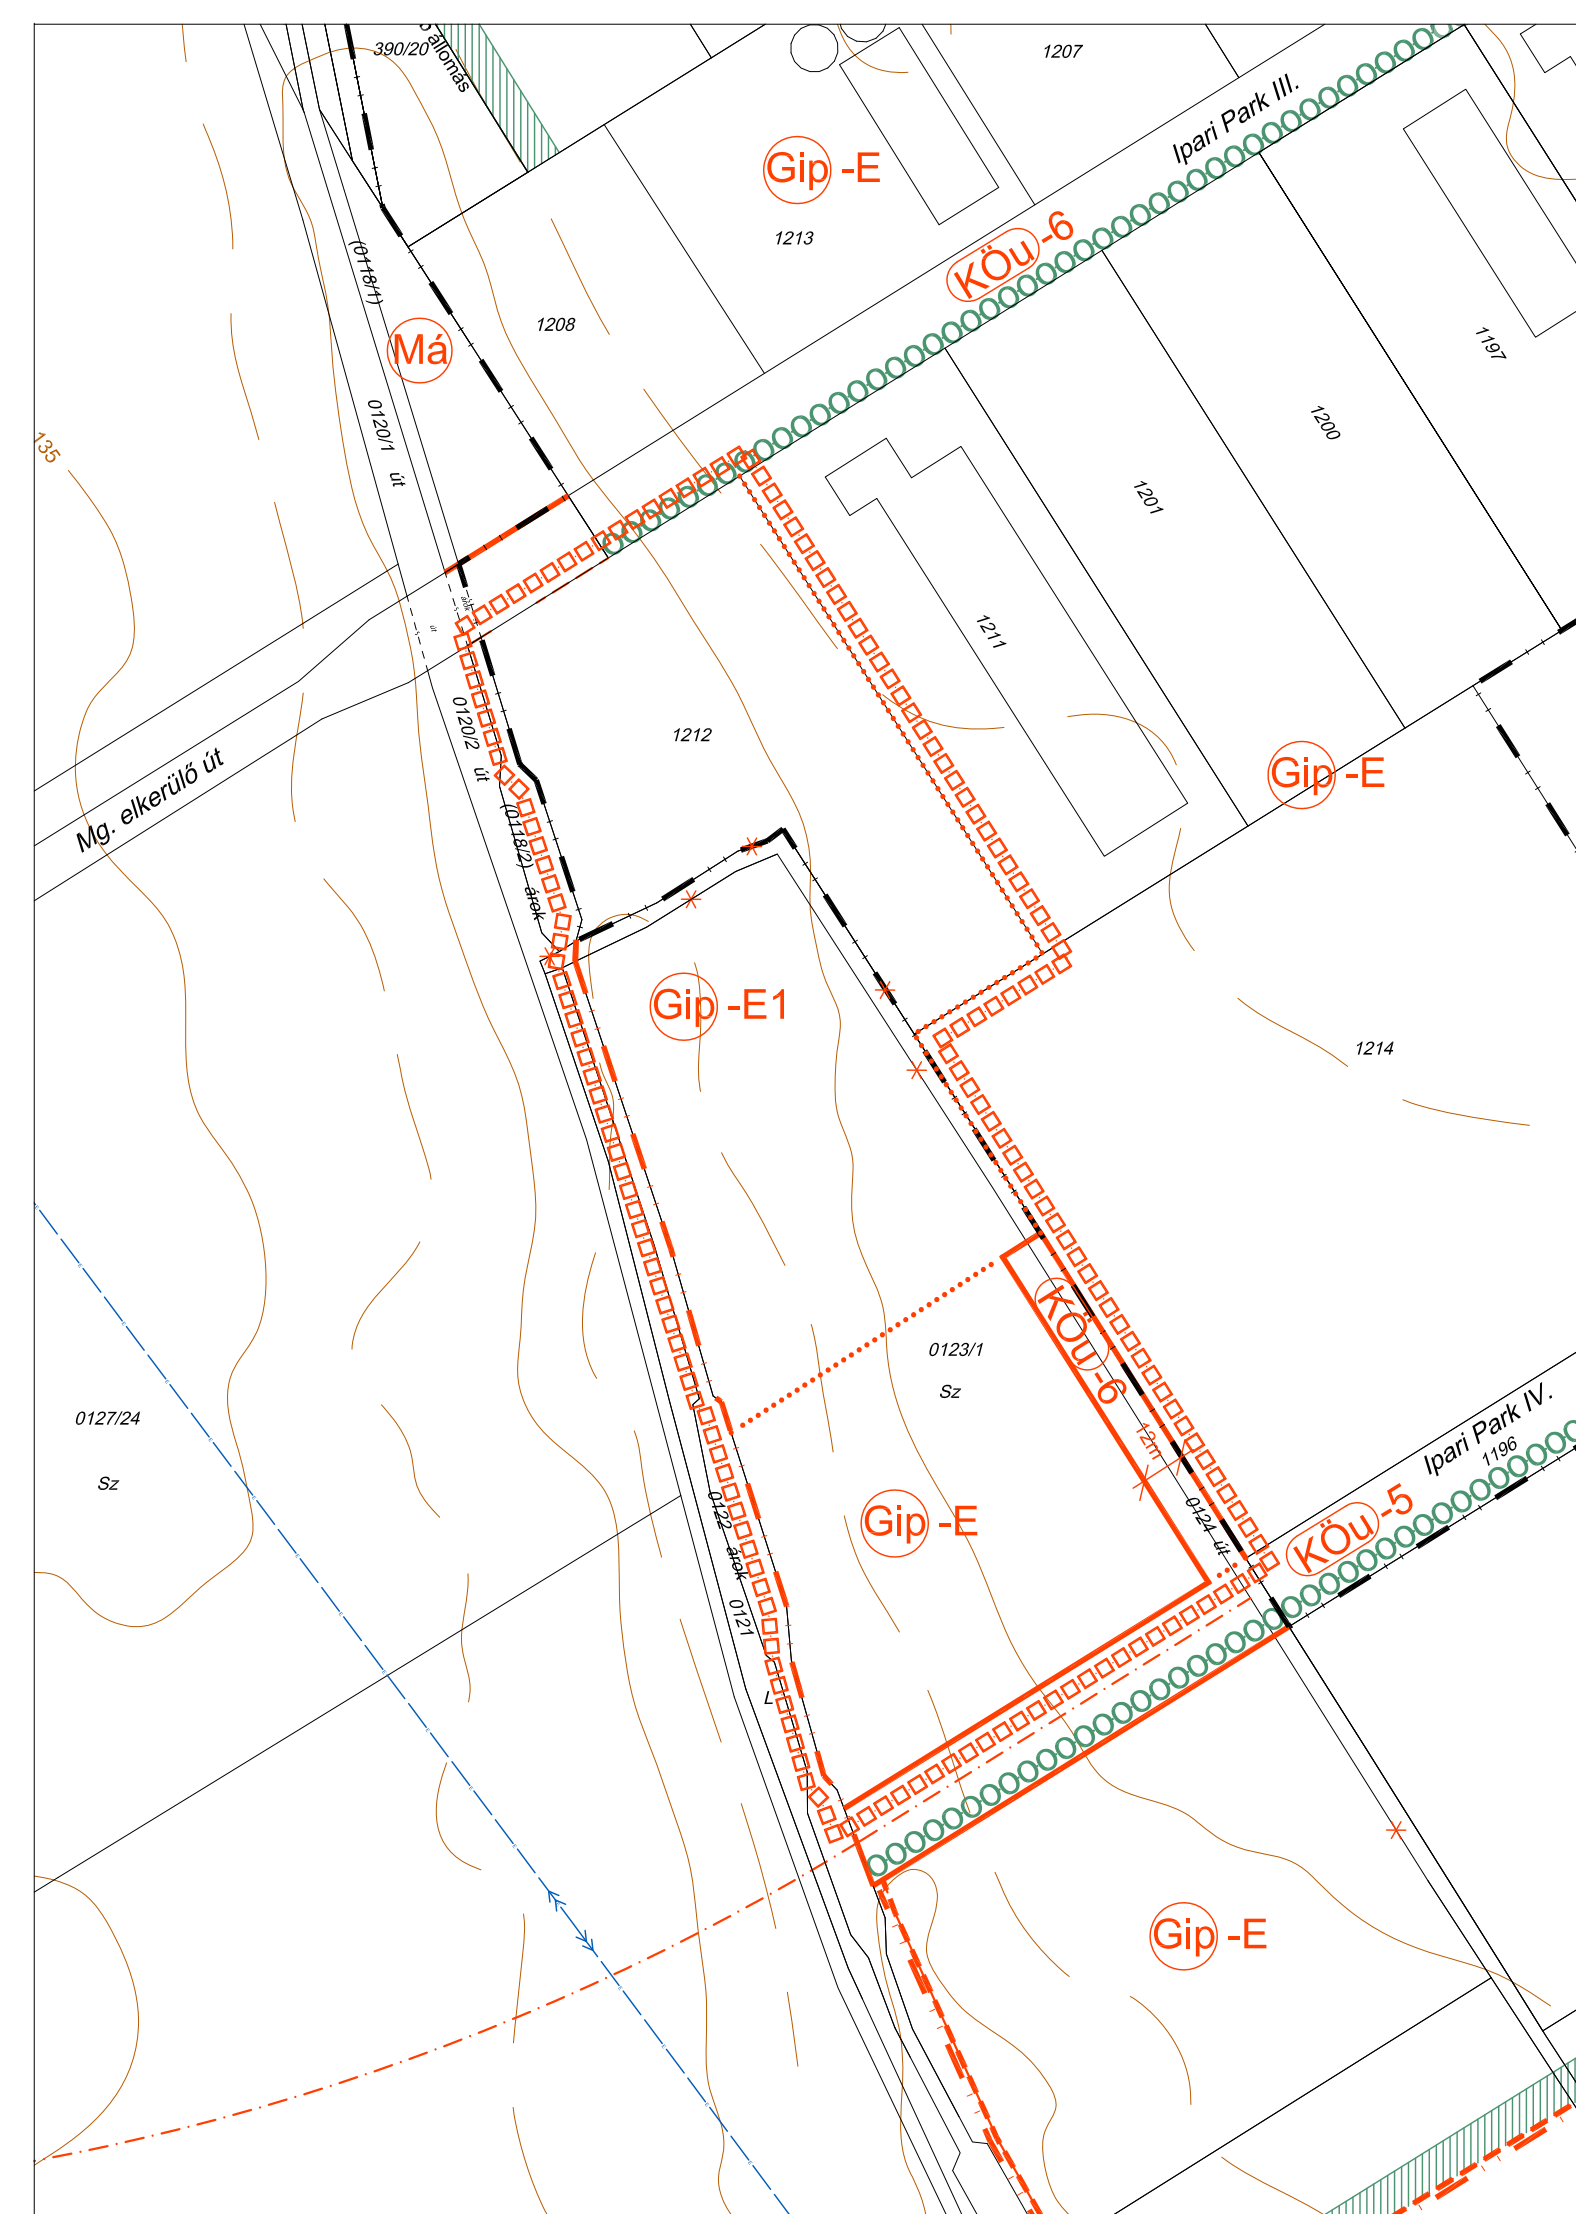 390/20
állomás
1207
Ipari Park III.
Gip -E
1213
KÖu -6
(0118/1)
1208
Má
1197
0120/1 út
1200
135
1201
árok
út
1211
0120/2 út
1212
Gip -E
Mg. elkerülő út
(0118/2) árok
Gip -E1
1214
KÖu -6
0123/1
Sz
0127/24
Sz
12m
Ipari Park IV.
1196
0122 árok
0121
Gip -E
0124 út
KÖu -5
L
Gip -E